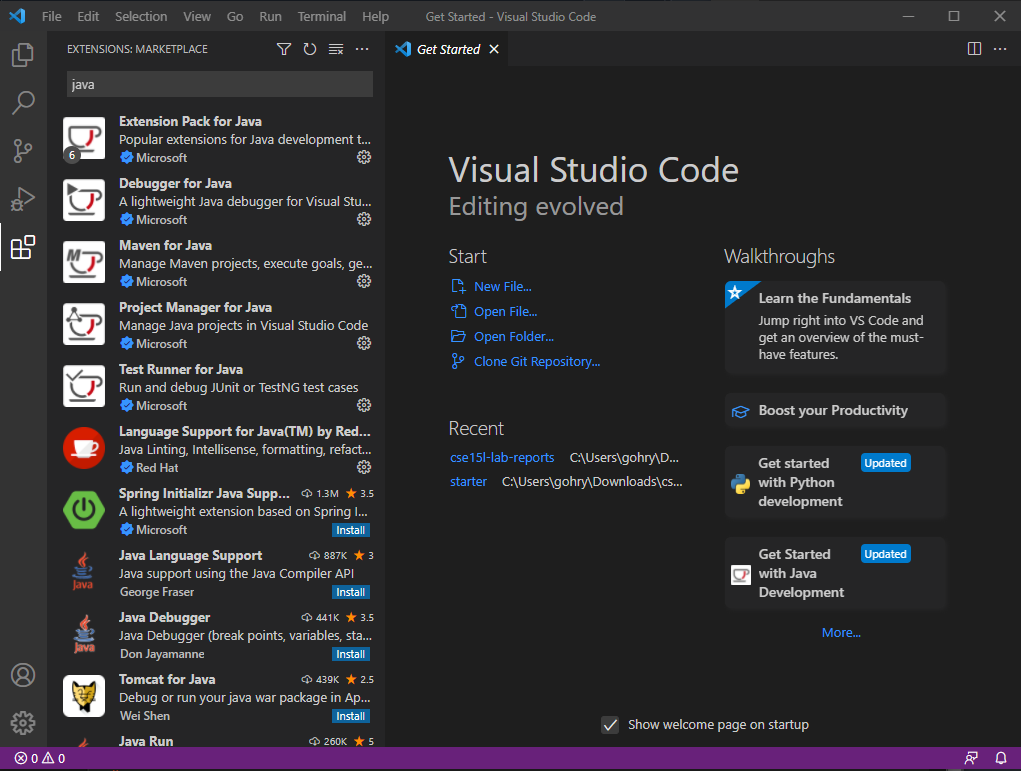 File Edit Selection View Go Run Terminal Help Get Started - Visual Studio Code
EXTENSIONS: MARKETPLACE
java
Extension Pack for Java
Popular extensions for Java development t...
6
Microsoft
Debugger for Java
A lightweight Java debugger for Visual Stu...
Microsoft
Maven for Java
Manage Maven projects, execute goals, ge...
Microsoft
Project Manager for Java
Manage Java projects in Visual Studio Code
Microsoft
Test Runner for Java
Run and debug JUnit or TestNG test cases
Microsoft
Language Support for Java(TM) by Red...
Java Linting, Intellisense, formatting, refact...
Red Hat
Spring Initializr Java Supp... 1.3M 3.5
A lightweight extension based on Spring I...
Microsoft Install
Java Language Support 887K 3
Java support using the Java Compiler API
George Fraser Install
Java Debugger 441K 3.5
Java Debugger (break points, variables, sta...
Don Jayamanne Install
Tomcat for Java 439K 2.5
Debug or run your java war package in Ap...
Wei Shen Install
Java Run 260K 5
Get Started
Visual Studio Code
Editing evolved
Start
New File...
Open File...
Open Folder...
Clone Git Repository...
Recent
cse15l-lab-reports C:\Users\gohry\D...
starter C:\Users\gohry\Downloads\cs...
Walkthroughs
Learn the Fundamentals
Jump right into VS Code and
get an overview of the must-
have features.
Boost your Productivity
Get started Updated
with Python
development
Get Started Updated
with Java
Development
More...
Show welcome page on startup
0 0